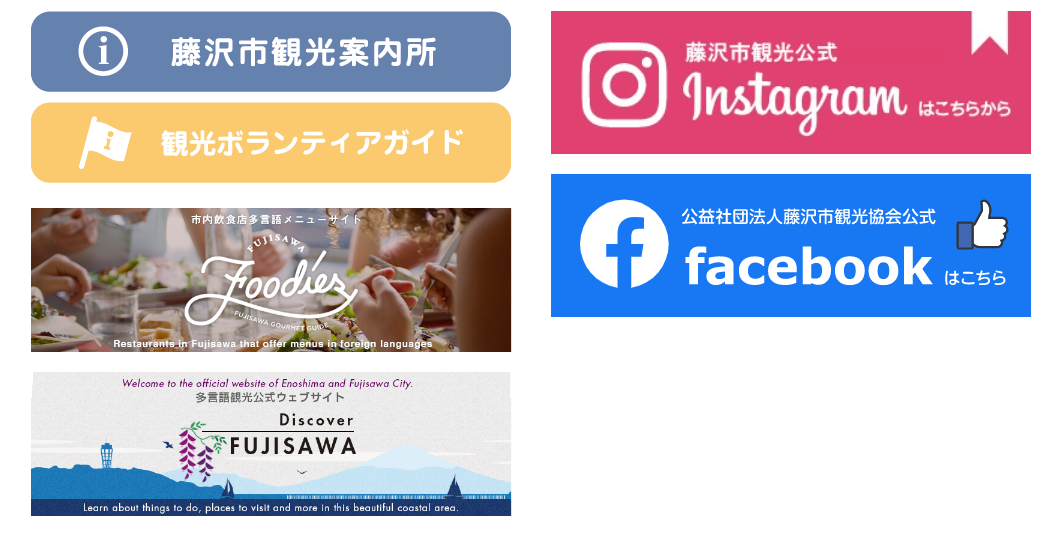 藤沢市観光案内所
観光ボランティアガイド
市内飲食店多言語メニューサイト
FUJISAWA
Foodies
FUJISAWA GOURMET GUIDE
Restaurants in Fujisawa that offer menus in foreign languages
Welcome to the official website of Enoshima and Fujisawa City.
多言語観光公式ウェブサイト
Discover
FUJISAWA
Learn about things to do, places to visit and more in this beautiful coastal area.
藤沢市観光公式
Instagram はこちらから
公益社団法人藤沢市観光協会公式
facebook はこちら